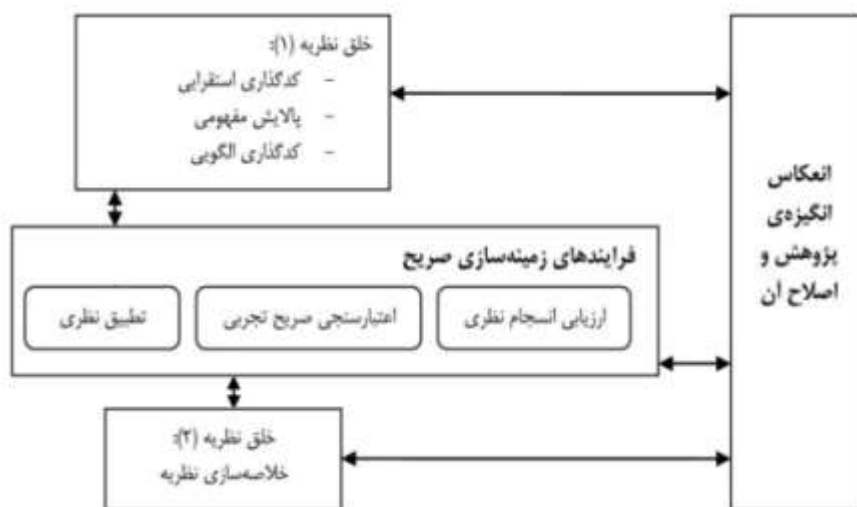 خلق نظریه (۱):
- کدگذاری استقرایی
- پالایش مفهومی
- کدگذاری الگویی
انعکاس
انگیزه‌ی
پژوهش و
اصلاح آن
فرایندهای زمینه‌سازی صریح
ارزیابی انسجام نظری
اعتبارسنجی صریح تجربی
تطبیق نظری
خلق نظریه (۲):
خلاصه‌سازی نظریه